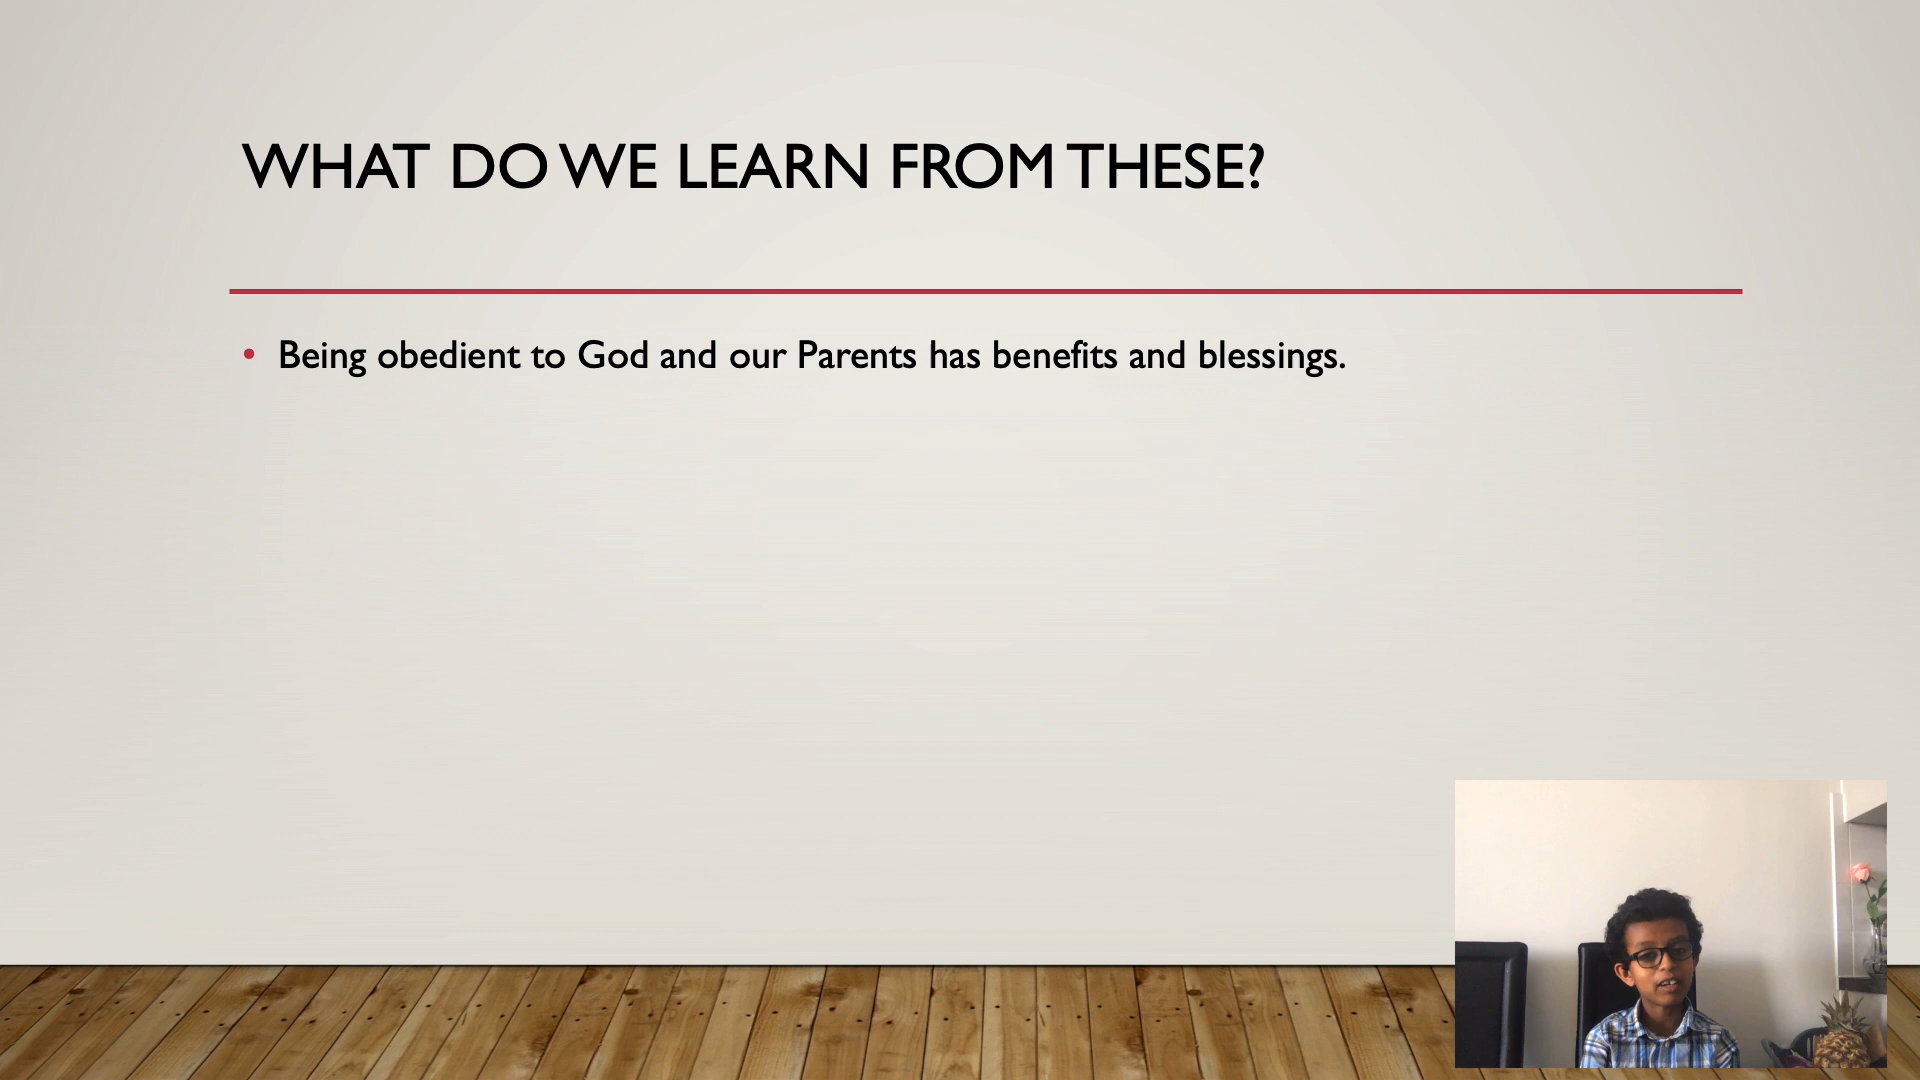 WHAT DO WE LEARN FROM THESE?
• Being obedient to God and our Parents has benefits and blessings.